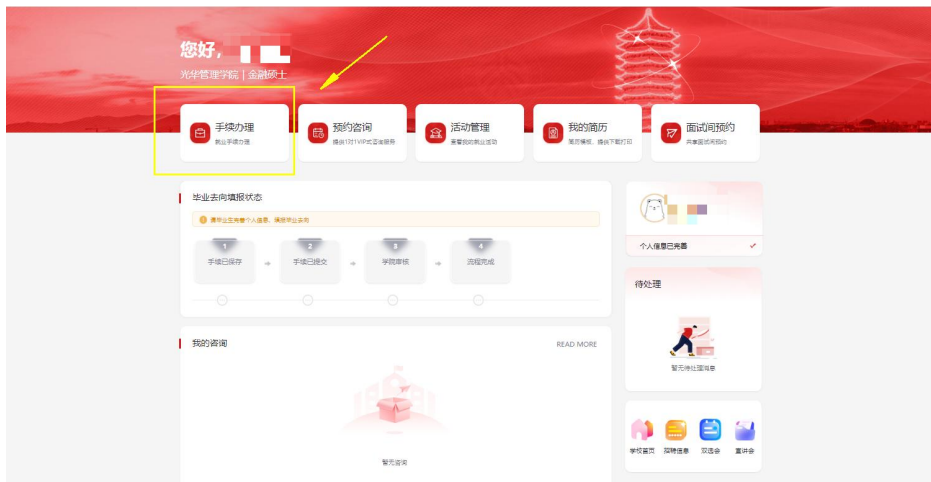 您好，
光华管理学院 | 金融硕士
手续办理
就业手续办理
预约咨询
提供1对1VIP式咨询服务
活动管理
查看我的就业活动
我的简历
简历模板，提供下载打印
面试间预约
共享面试间预约
毕业去向填报状态
请毕业生完善个人信息、填报毕业去向
1
手续已保存
2
手续已提交
3
学院审核
4
流程完成
个人信息已完善
待处理
暂无待处理消息
我的咨询
READ MORE
暂无咨询
学校首页
招聘信息
双选会
宣讲会